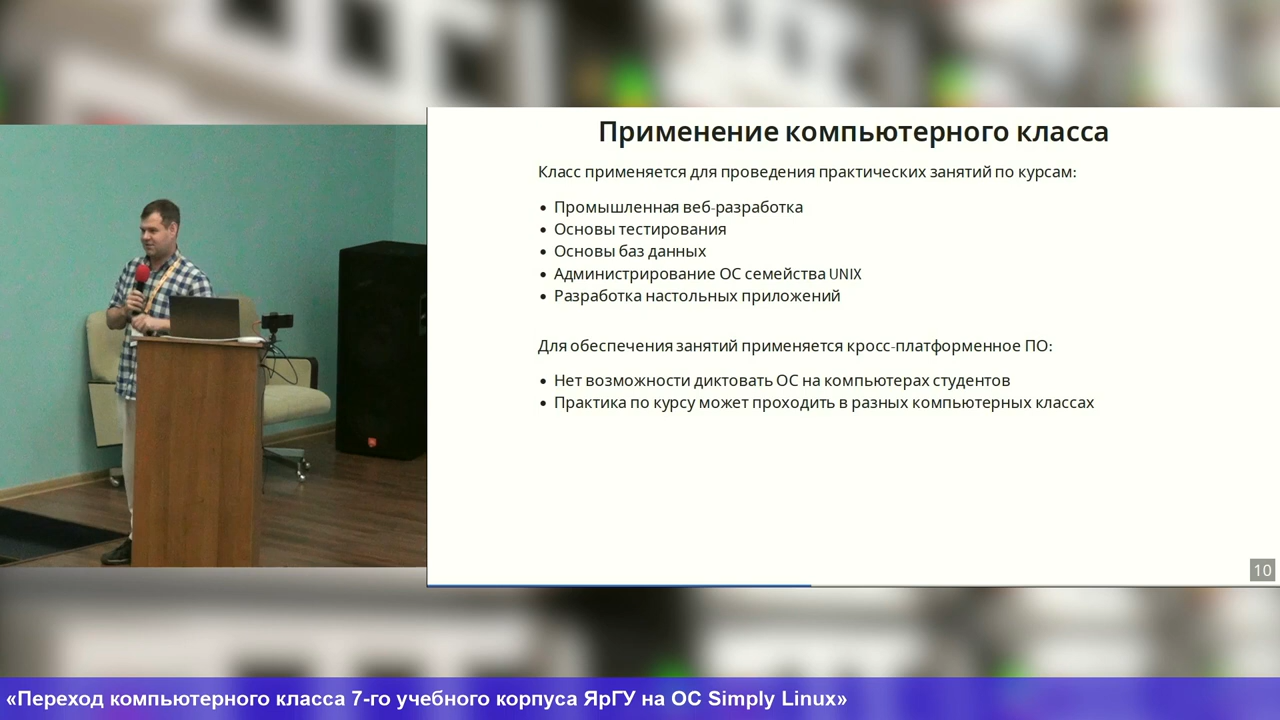 Применение компьютерного класса
Класс применяется для проведения практических занятий по курсам:
• Промышленная веб-разработка
• Основы тестирования
• Основы баз данных
• Администрирование ОС семейства UNIX
• Разработка настольных приложений
Для обеспечения занятий применяется кросс-платформенное ПО:
• Нет возможности диктовать ОС на компьютерах студентов
• Практика по курсу может проходить в разных компьютерных классах
10
«Переход компьютерного класса 7-го учебного корпуса ЯрГУ на ОС Simply Linux»